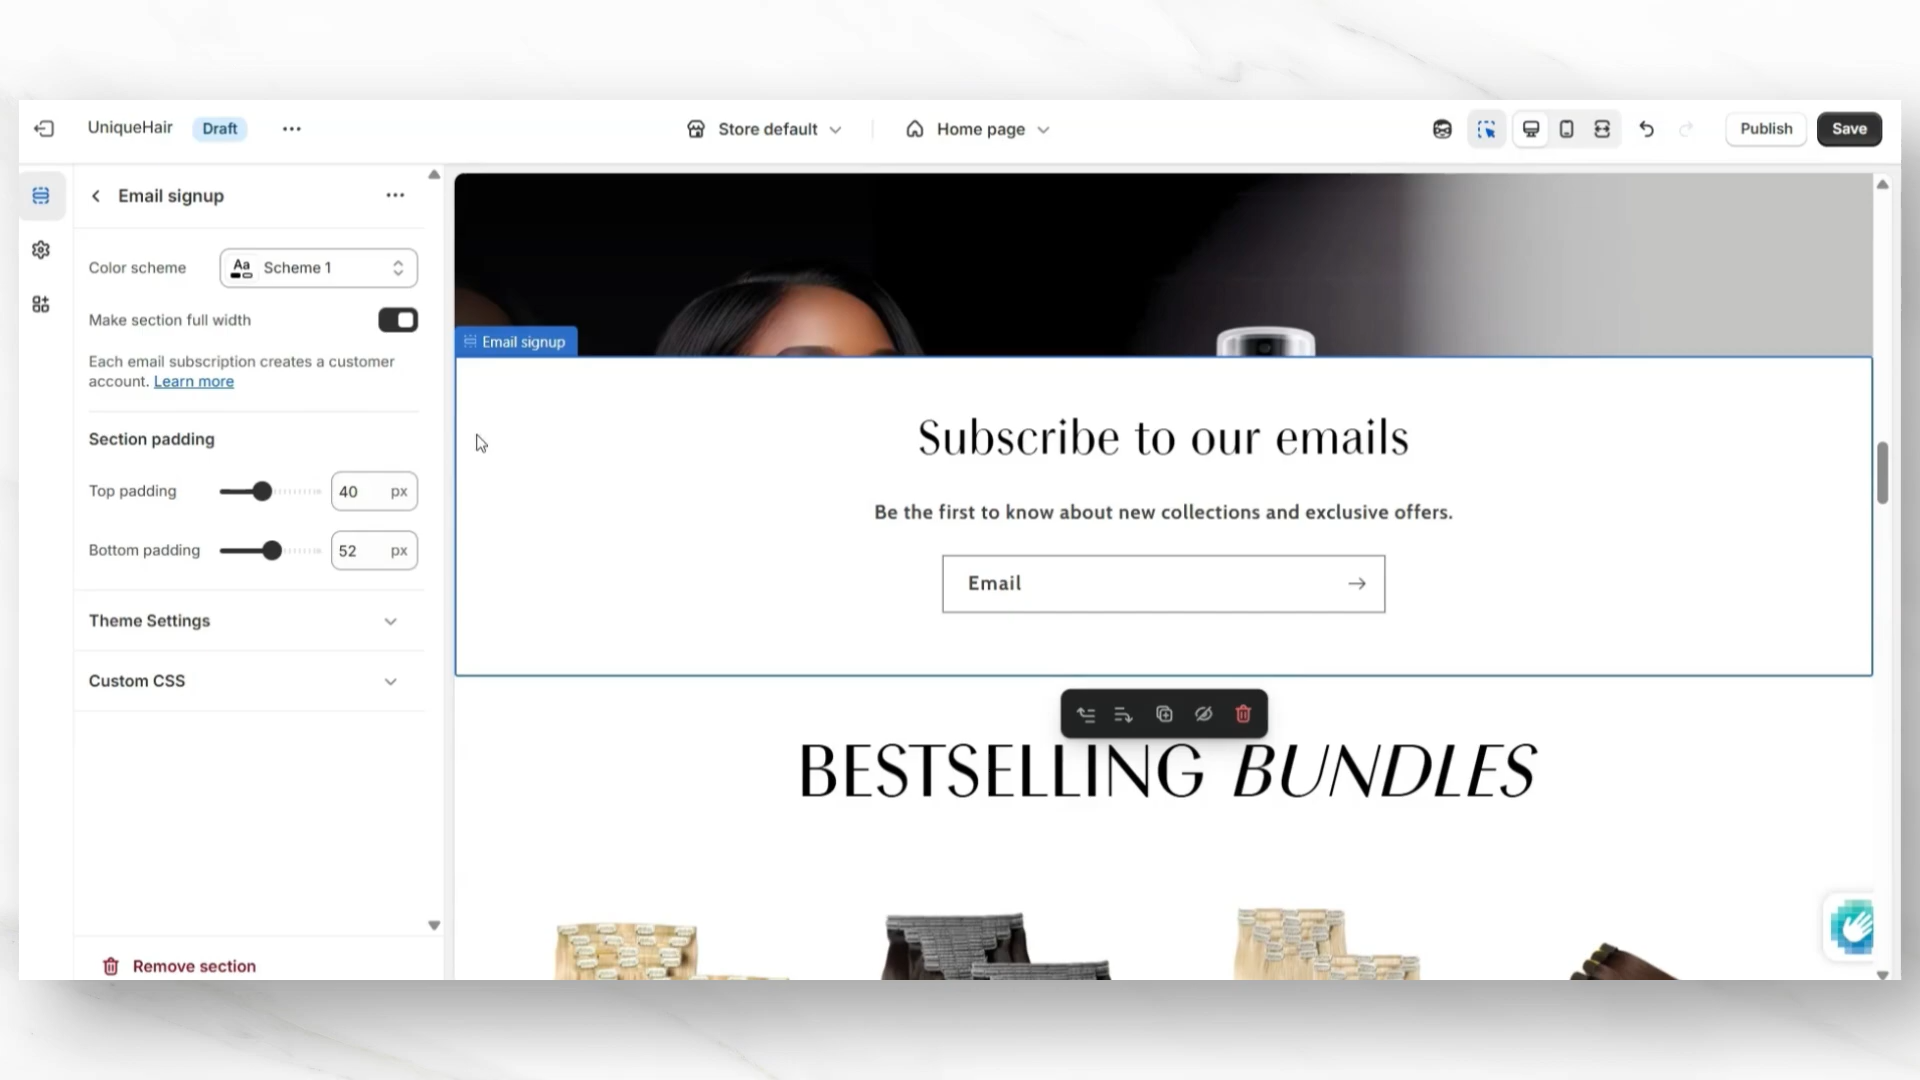 UniqueHair
Draft
Store default
Home page
Publish
Save
Email signup
Color scheme
Aa
Scheme 1
Make section full width
Each email subscription creates a customer
account. Learn more
Section padding
Top padding
40
px
Bottom padding
52
px
Theme Settings
Custom CSS
Remove section
Email signup
Subscribe to our emails
Be the first to know about new collections and exclusive offers.
Email
BESTSELLING BUNDLES